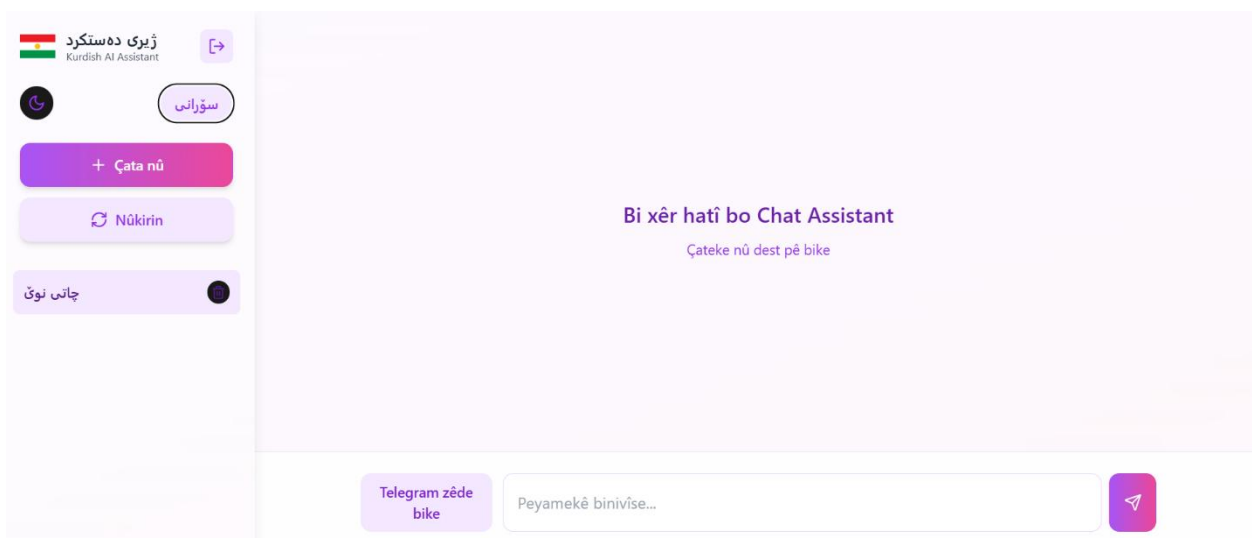 ژیری دەستکرد
Kurdish AI Assistant
سۆرانی
Çata nû
Nûkirin
چاتی نوێ
Bi xêr hatî bo Chat Assistant
Çateke nû dest pê bike
Telegram zêde
bike
Peyamekê binivîse...